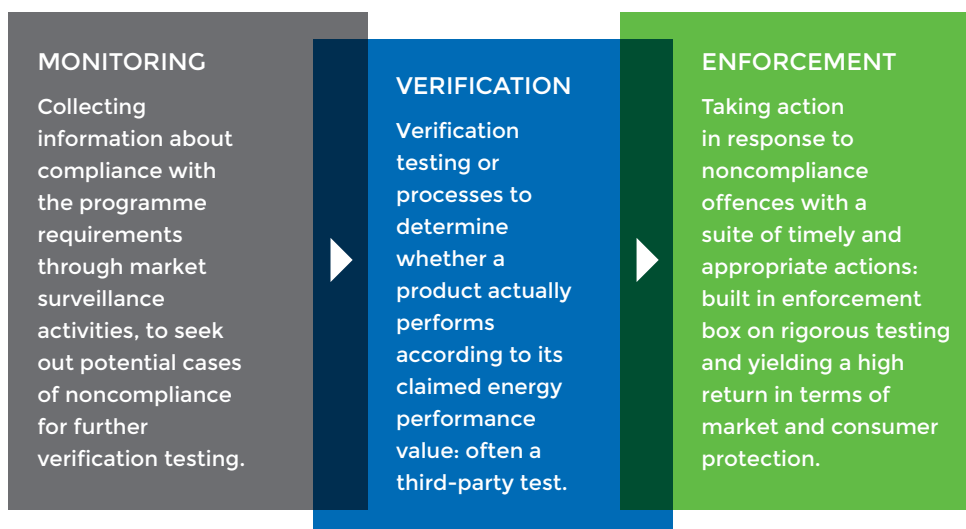 MONITORING
Collecting
information about
compliance with
the programme
requirements
through market
surveillance
activities, to seek
out potential cases
of noncompliance
for further
verification testing.
VERIFICATION
Verification
testing or
processes to
determine
whether a
product actually
performs
according to its
claimed energy
performance
value: often a
third-party test.
ENFORCEMENT
Taking action
in response to
noncompliance
offences with a
suite of timely and
appropriate actions:
built in enforcement
box on rigorous testing
and yielding a high
return in terms of
market and consumer
protection.